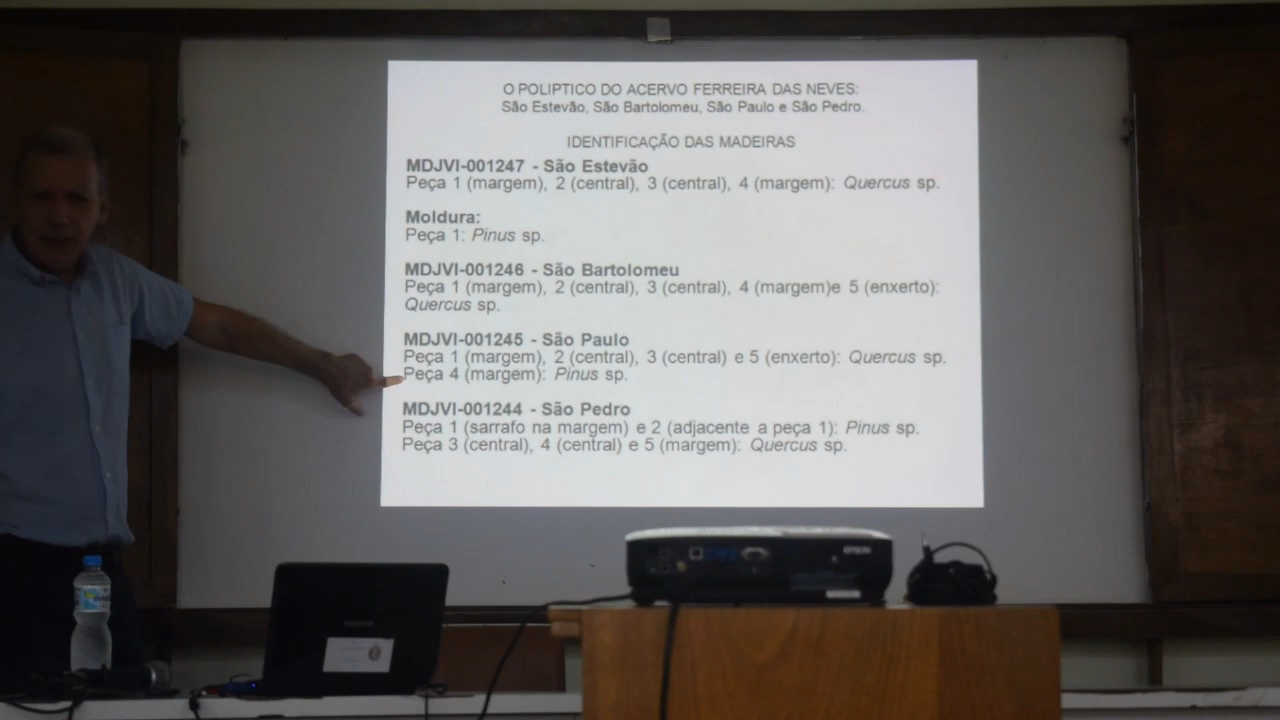 O POLIPTICO DO ACERVO FERREIRA DAS NEVES:
São Estevão, São Bartolomeu, São Paulo e São Pedro.
IDENTIFICAÇÃO DAS MADEIRAS
MDJVI-001247 - São Estevão
Peça 1 (margem), 2 (central), 3 (central), 4 (margem): Quercus sp.
Moldura:
Peça 1: Pinus sp.
MDJVI-001246 - São Bartolomeu
Peça 1 (margem), 2 (central), 3 (central), 4 (margem)e 5 (enxerto):
Quercus sp.
MDJVI-001245 - São Paulo
Peça 1 (margem), 2 (central), 3 (central) e 5 (enxerto): Quercus sp.
Peça 4 (margem): Pinus sp.
MDJVI-001244 - São Pedro
Peça 1 (sarrafo na margem) e 2 (adjacente a peça 1): Pinus sp.
Peça 3 (central), 4 (central) e 5 (margem): Quercus sp.
EPSON